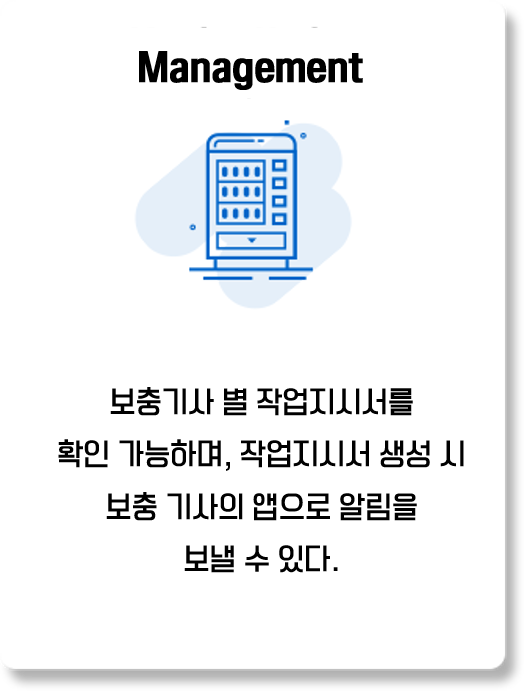 Management
보충기사 별 작업지시서를
확인 가능하며, 작업지시서 생성 시
보충 기사의 앱으로 알림을
보낼 수 있다.